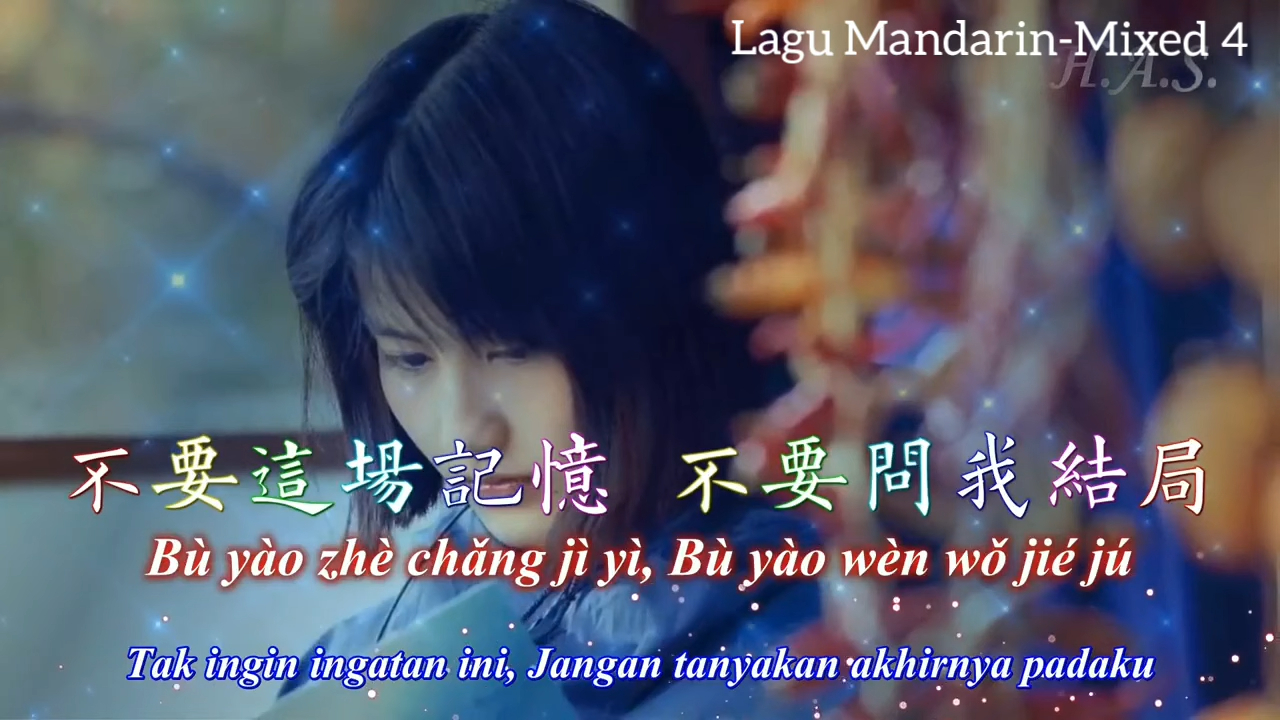 Lagu Mandarin-Mixed 4
H.A.S.
不要這場記憶 不要問我結局
Bù yào zhè chǎng jì yì, Bù yào wèn wǒ jié jú
Tak ingin ingatan ini, Jangan tanyakan akhirnya padaku